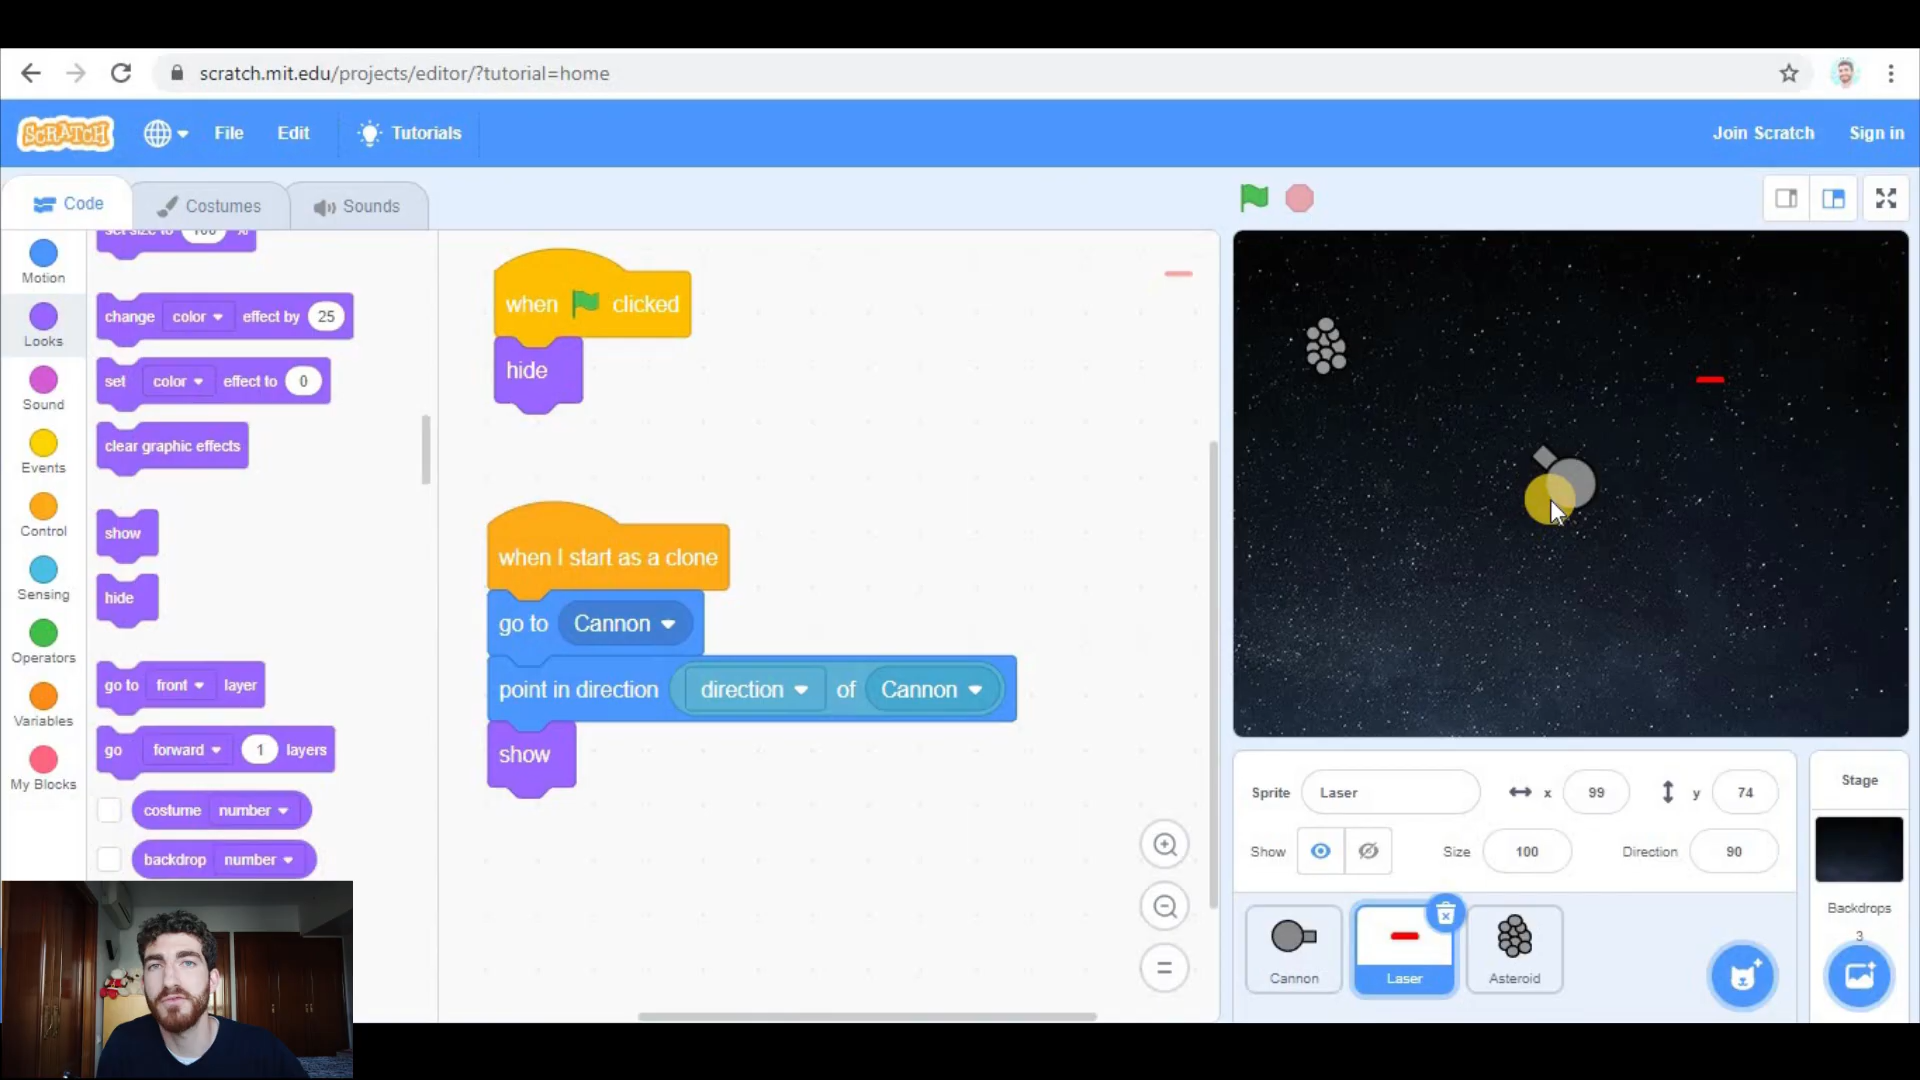 scratch.mit.edu/projects/editor/?tutorial=home
SCRATCH
File
Edit
Tutorials
Join Scratch
Sign in
Code
Costumes
Sounds
Motion
Looks
Sound
Events
Control
Sensing
Operators
Variables
My Blocks
set size to 100 %
change color effect by 25
set color effect to 0
clear graphic effects
show
hide
go to front layer
go forward 1 layers
costume number
backdrop number
when clicked
hide
when I start as a clone
go to Cannon
point in direction direction of Cannon
show
Sprite Laser x 99 y 74
Show Size 100 Direction 90
Cannon
Laser
Asteroid
Stage
Backdrops
3